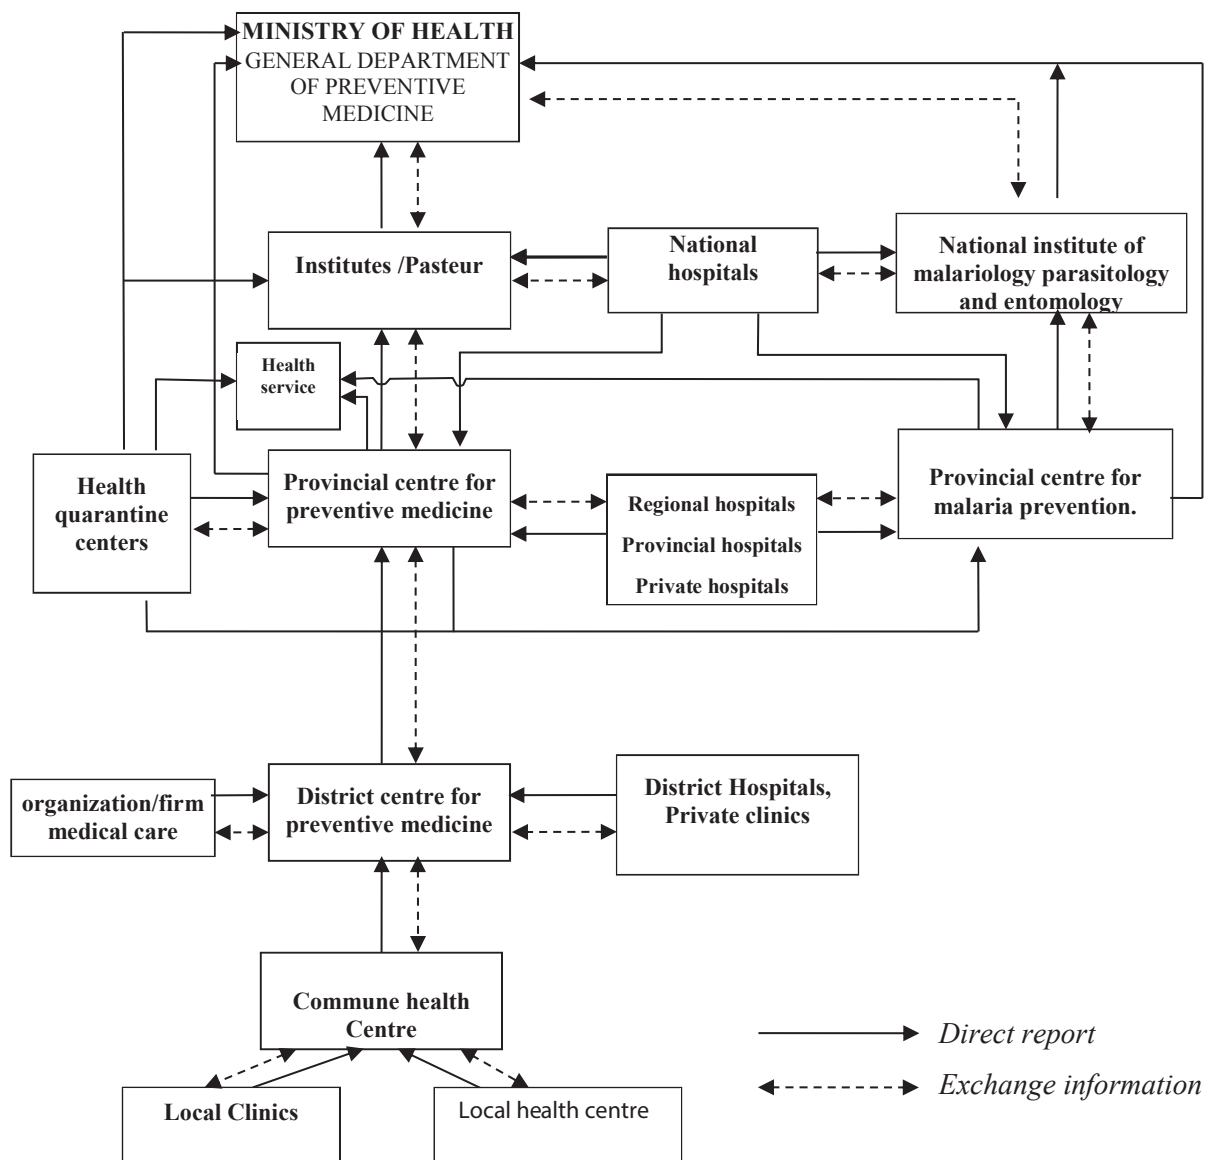 MINISTRY OF HEALTH
GENERAL DEPARTMENT
OF PREVENTIVE
MEDICINE
Institutes /Pasteur
National
hospitals
National institute of
malariology parasitology
and entomology
Health
service
Health
quarantine
centers
Provincial centre for
preventive medicine
Regional hospitals
Provincial hospitals
Private hospitals
Provincial centre for
malaria prevention.
organization/firm
medical care
District centre for
preventive medicine
District Hospitals,
Private clinics
Commune health
Centre
Local Clinics
Local health centre
Direct report
Exchange information